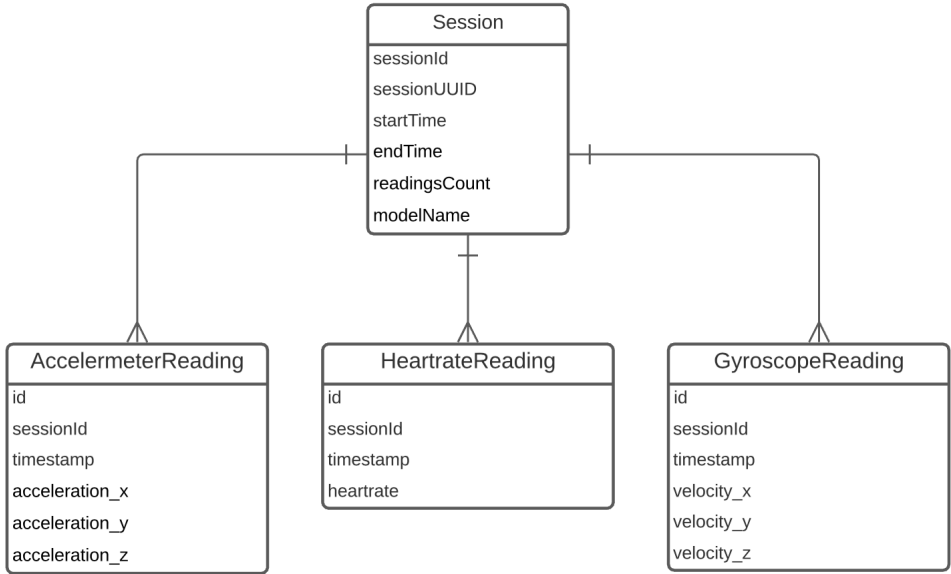 Session
sessionId
sessionUUID
startTime
endTime
readingsCount
modelName
AccelermeterReading
id
sessionId
timestamp
acceleration_x
acceleration_y
acceleration_z
HeartrateReading
id
sessionId
timestamp
heartrate
GyroscopeReading
id
sessionId
timestamp
velocity_x
velocity_y
velocity_z